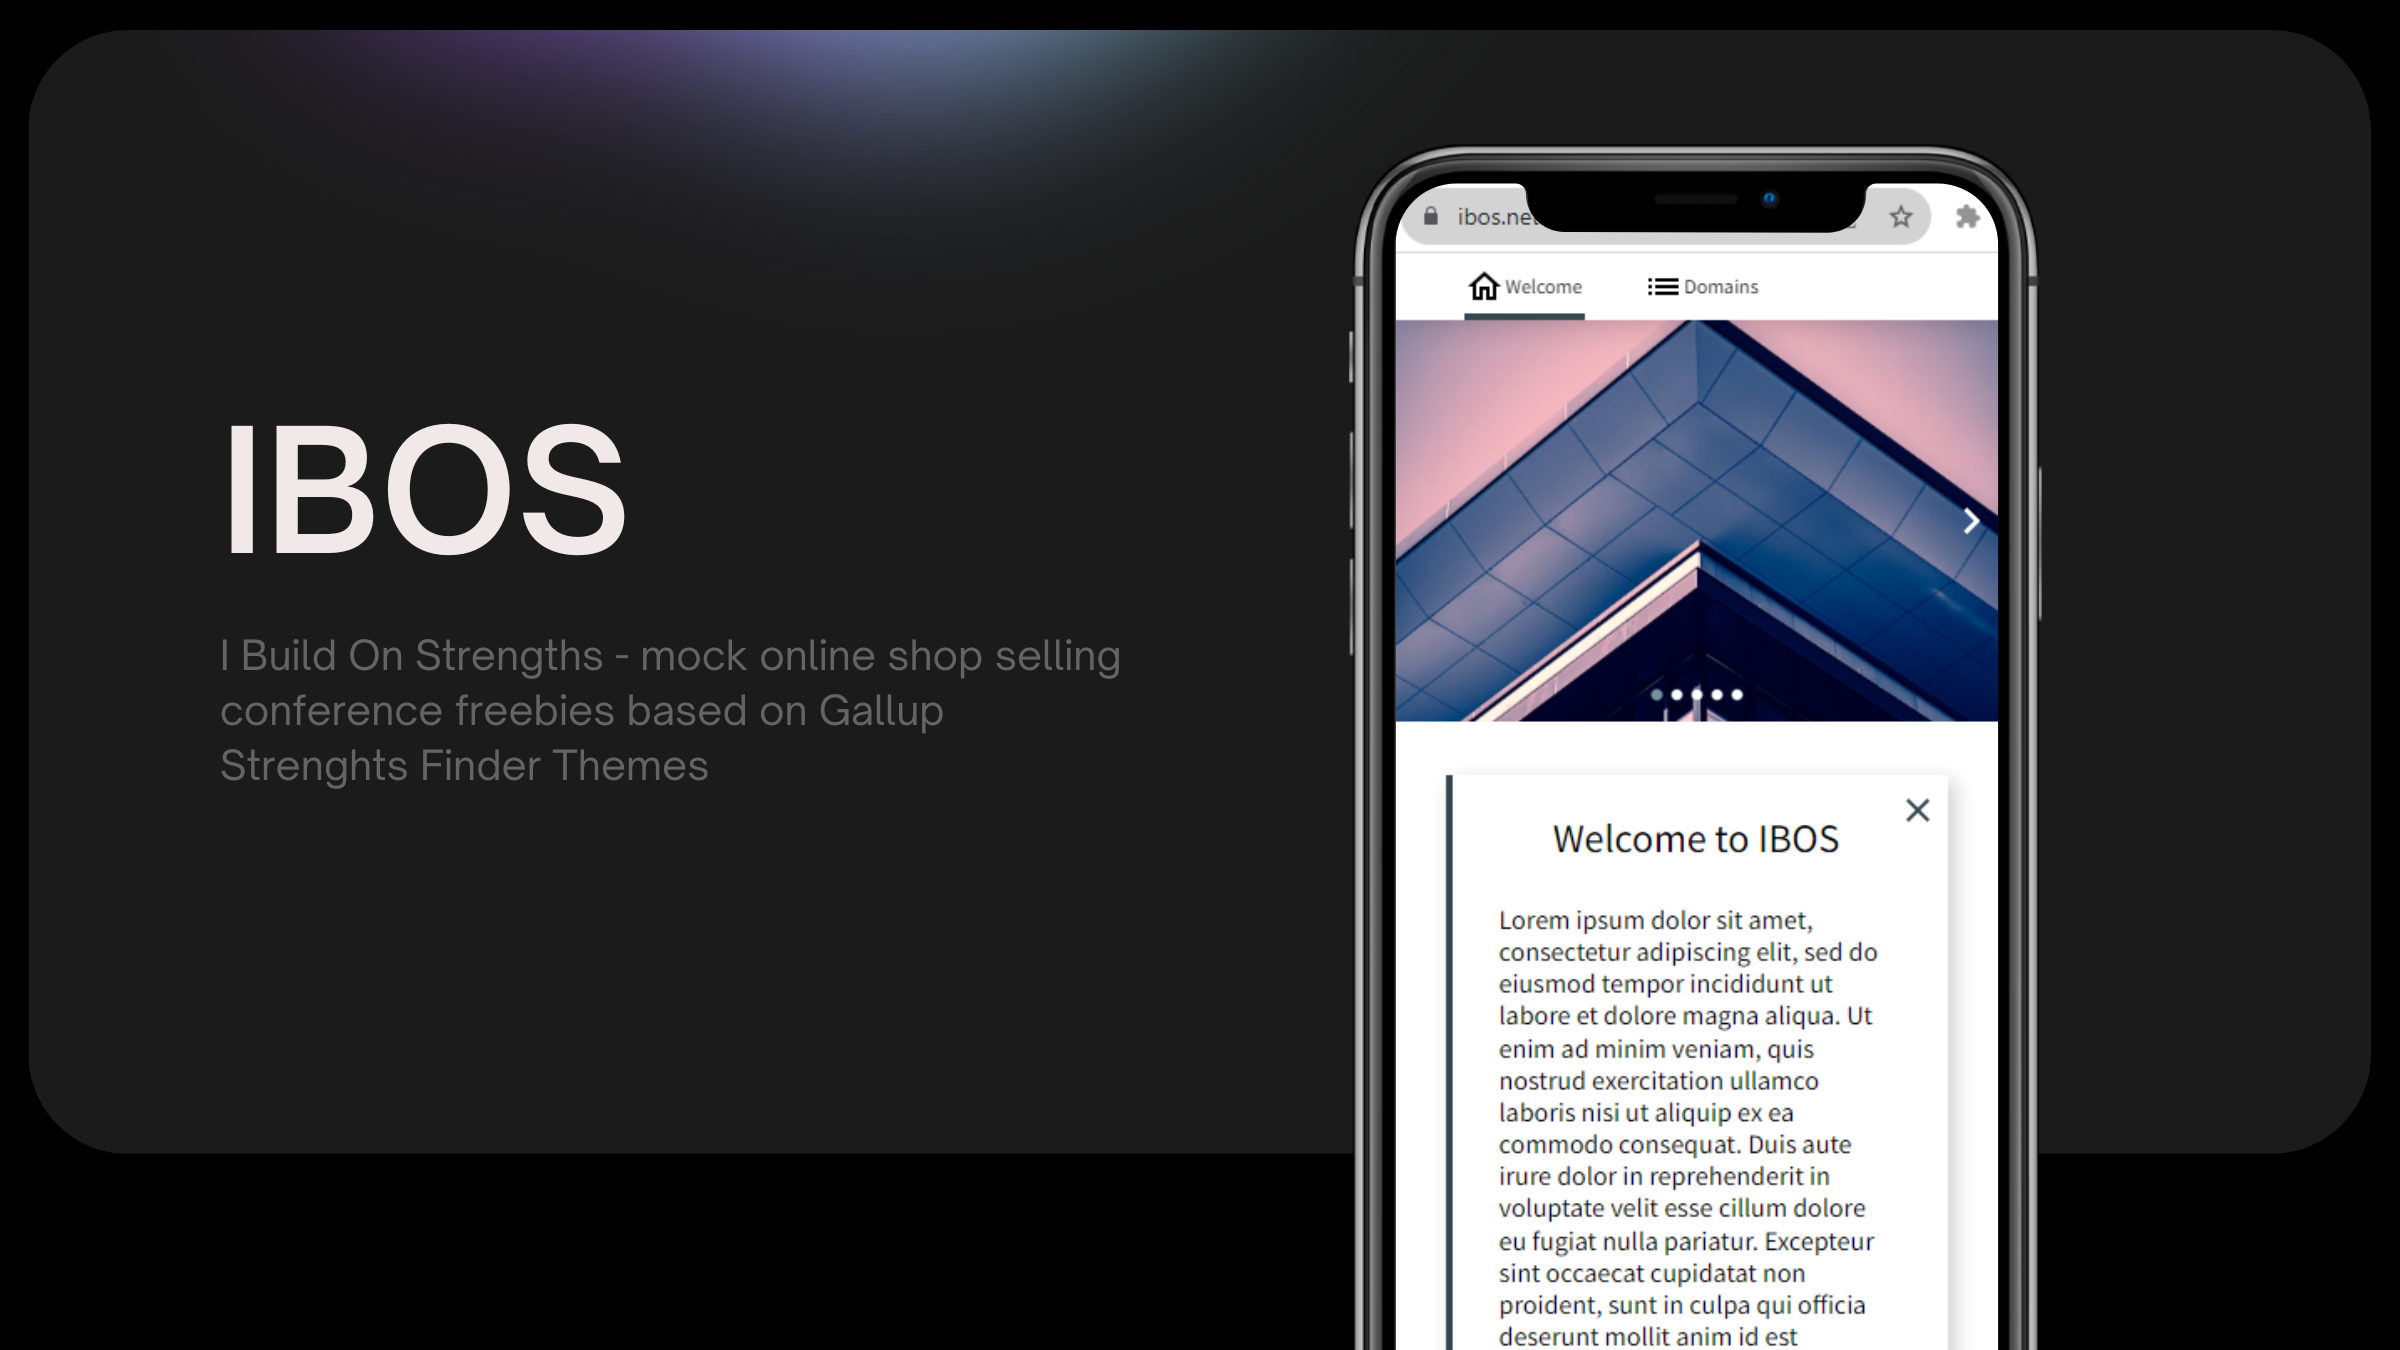 IBOS
I Build On Strengths - mock online shop selling
conference freebies based on Gallup
Strenghts Finder Themes
ibos.ne
Welcome
Domains
Welcome to IBOS
Lorem ipsum dolor sit amet,
consectetur adipiscing elit, sed do
eiusmod tempor incididunt ut
labore et dolore magna aliqua. Ut
enim ad minim veniam, quis
nostrud exercitation ullamco
laboris nisi ut aliquip ex ea
commodo consequat. Duis aute
irure dolor in reprehenderit in
voluptate velit esse cillum dolore
eu fugiat nulla pariatur. Excepteur
sint occaecat cupidatat non
proident, sunt in culpa qui officia
deserunt mollit anim id est